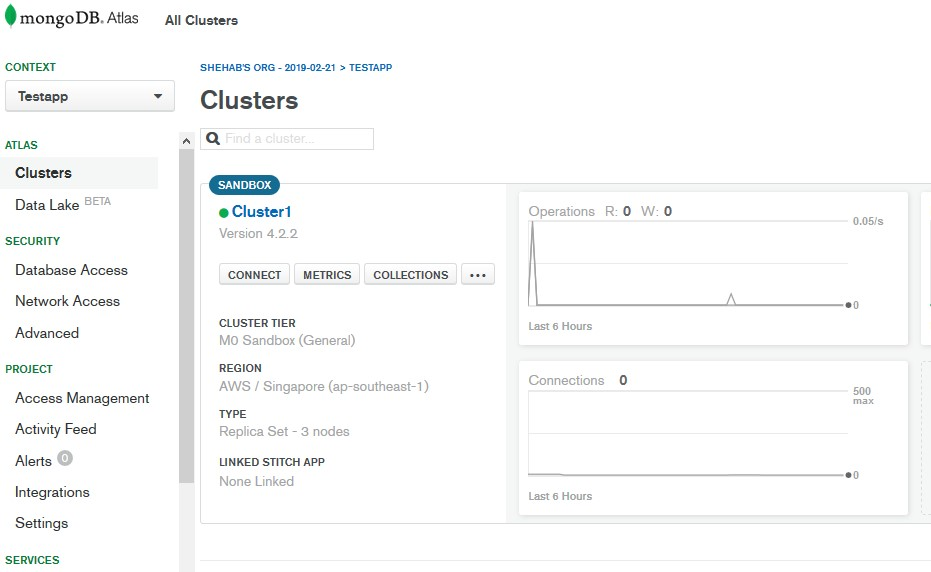 mongoDB. Atlas
All Clusters
CONTEXT
Testapp
ATLAS
Clusters
Data Lake BETA
SECURITY
Database Access
Network Access
Advanced
PROJECT
Access Management
Activity Feed
Alerts 0
Integrations
Settings
SERVICES
SHEHAB'S ORG - 2019-02-21 > TESTAPP
Clusters
Find a cluster...
SANDBOX
Cluster1
Version 4.2.2
CONNECT METRICS COLLECTIONS ...
CLUSTER TIER
M0 Sandbox (General)
REGION
AWS / Singapore (ap-southeast-1)
TYPE
Replica Set - 3 nodes
LINKED STITCH APP
None Linked
Operations R: 0 W: 0
0.05/s
0
Last 6 Hours
Connections 0
500
max
0
Last 6 Hours